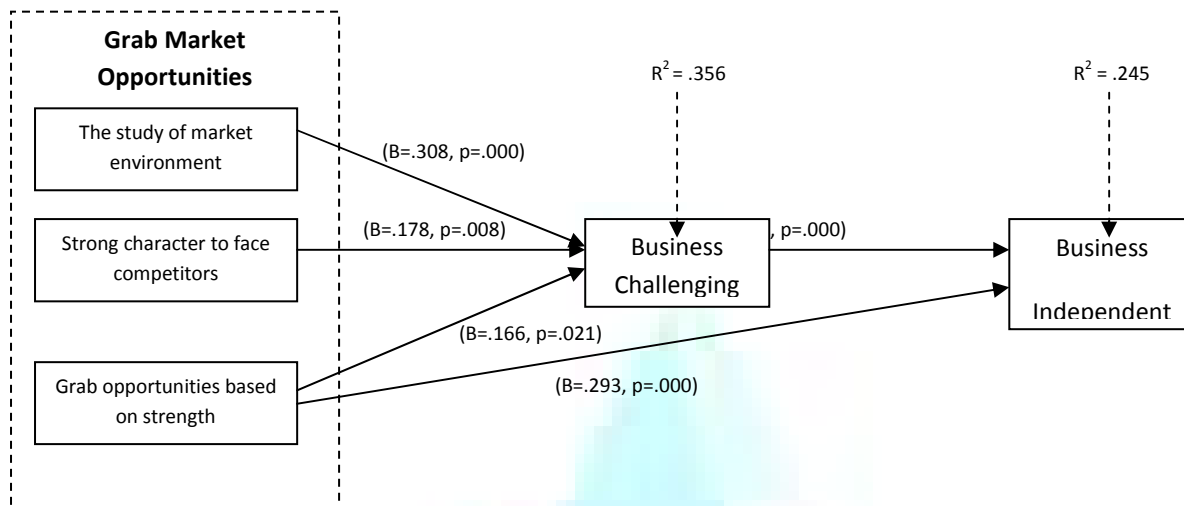 Grab Market
Opportunities
The study of market
environment
Strong character to face
competitors
Grab opportunities based
on strength
(B=.308, p=.000)
(B=.178, p=.008)
(B=.166, p=.021)
(B=.293, p=.000)
R² = .356
Business
Challenging
, p=.000)
R² = .245
Business
Independent